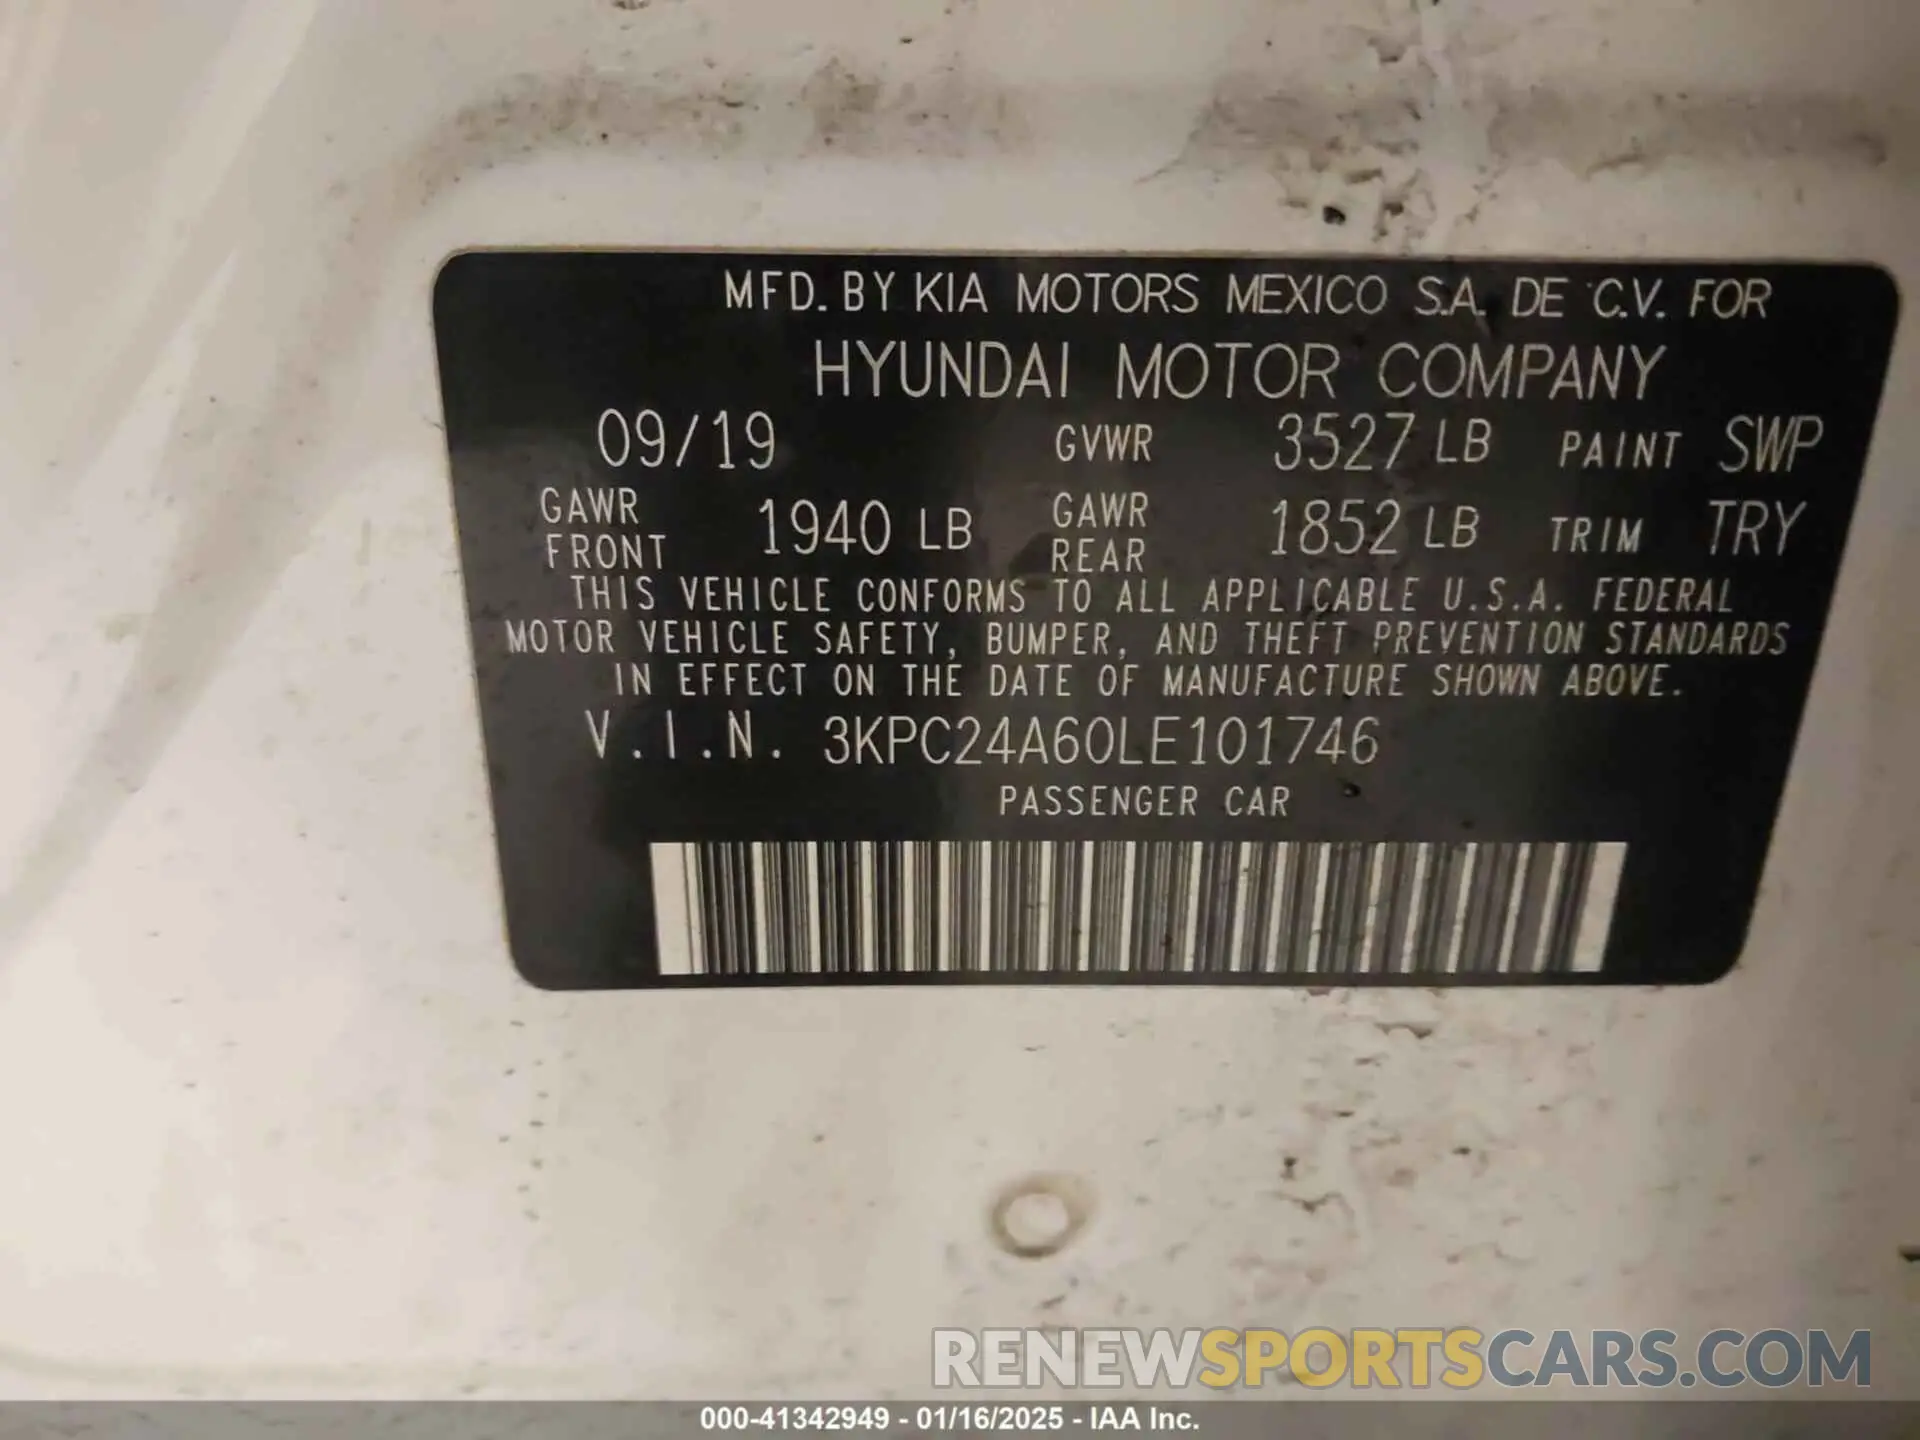 MFD. BY KIA MOTORS MEXICO S.A. DE C.V. FOR
HYUNDAI MOTOR COMPANY
09/19 GVWR 3527 LB PAINT SWP
GAWR FRONT 1940 LB GAWR REAR 1852 LB TRIM TRY
THIS VEHICLE CONFORMS TO ALL APPLICABLE U.S.A. FEDERAL
MOTOR VEHICLE SAFETY, BUMPER, AND THEFT PREVENTION STANDARDS
IN EFFECT ON THE DATE OF MANUFACTURE SHOWN ABOVE.
V.I.N. 3KPC24A60LE101746
PASSENGER CAR
RENEWSPORTSCARS.COM
000-41342949 - 01/16/2025 - IAA Inc.